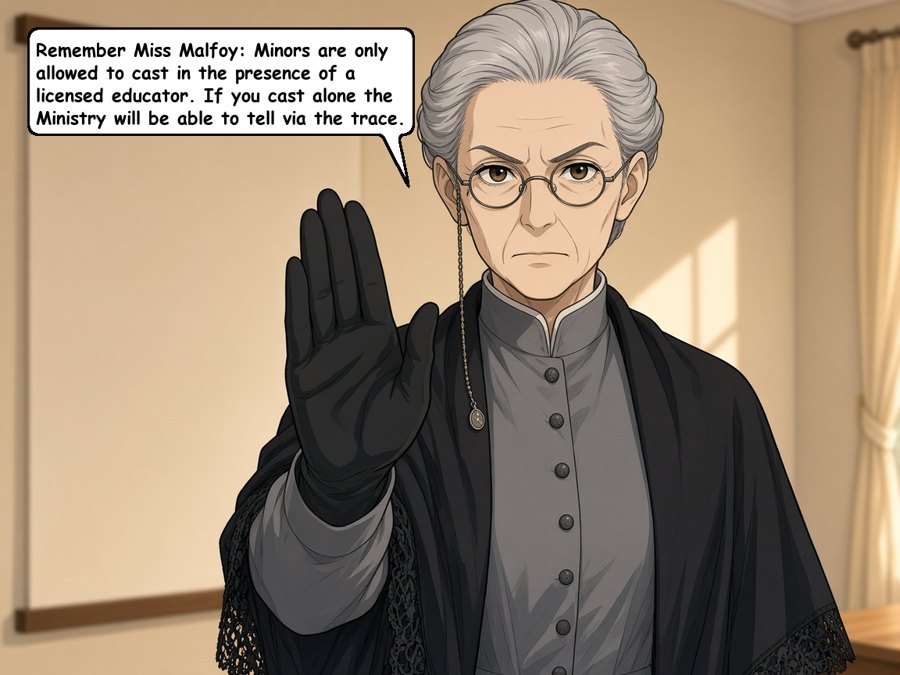 Remember Miss Malfoy: Minors are only
allowed to cast in the presence of a
licensed educator. If you cast alone the
Ministry will be able to tell via the trace.